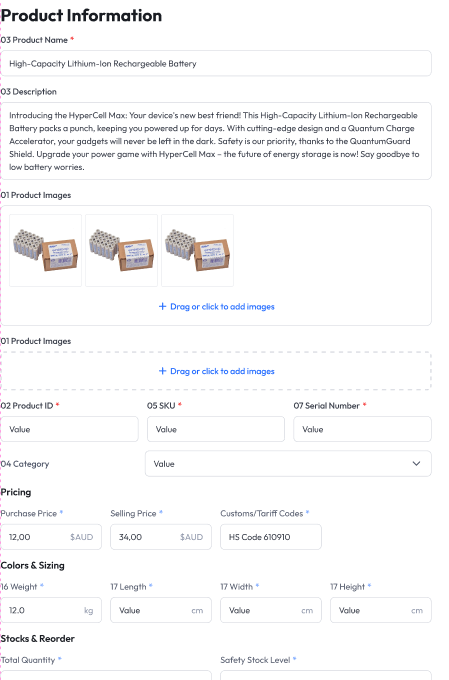 Product Information
03 Product Name *
High-Capacity Lithium-Ion Rechargeable Battery
03 Description
Introducing the HyperCell Max: Your device's new best friend! This High-Capacity Lithium-Ion Rechargeable
Battery packs a punch, keeping you powered up for days. With cutting-edge design and a Quantum Charge
Accelerator, your gadgets will never be left in the dark. Safety is our priority, thanks to the QuantumGuard
Shield. Upgrade your power game with HyperCell Max – the future of energy storage is now! Say goodbye to
low battery worries.
01 Product Images
+ Drag or click to add images
01 Product Images
+ Drag or click to add images
02 Product ID * 05 SKU * 07 Serial Number *
Value Value Value
04 Category Value
Pricing
Purchase Price * Selling Price * Customs/Tariff Codes *
12,00 $AUD 34,00 $AUD HS Code 610910
Colors & Sizing
16 Weight * 17 Length * 17 Width * 17 Height *
12.0 kg Value cm Value cm Value cm
Stocks & Reorder
Total Quantity * Safety Stock Level *